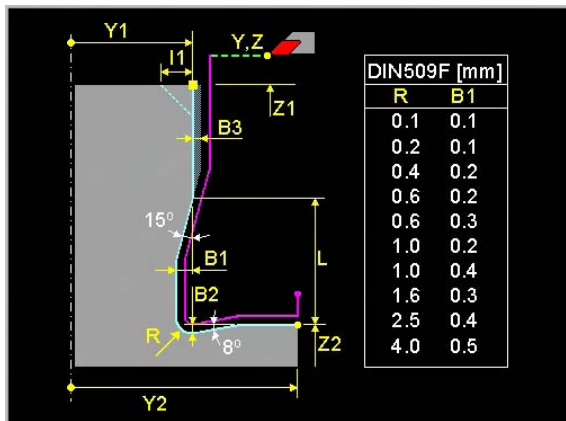 Y1
I1
Y,Z
Z1
B3
15°
B1
L
B2
R
8°
Z2
Y2
DIN509F [mm]
R B1
0.1 0.1
0.2 0.1
0.4 0.2
0.6 0.2
0.6 0.3
1.0 0.2
1.0 0.4
1.6 0.3
2.5 0.4
4.0 0.5